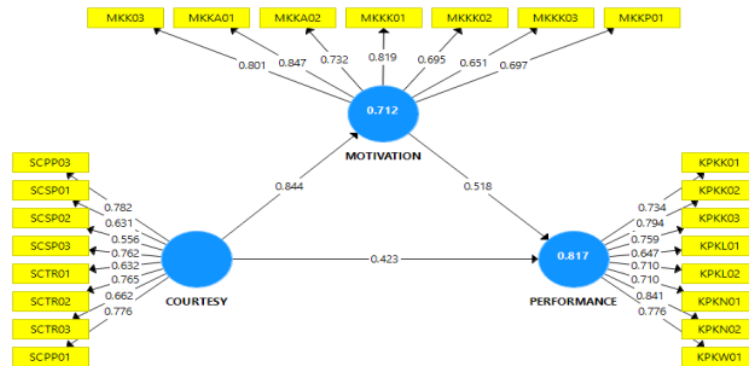 MKK03 MKKA01 MKKA02 MKKK01 MKKK02 MKKK03 MKKP01
0.801 0.847 0.732 0.819 0.695 0.651 0.697
0.712
MOTIVATION
0.844
0.518
0.423
SCPP03
SCSP01
SCSP02
SCSP03
SCTR01
SCTR02
SCTR03
SCPP01
0.782
0.631
0.556
0.762
0.632
0.765
0.662
0.776
COURTESY
0.817
PERFORMANCE
0.734
0.794
0.759
0.647
0.710
0.710
0.841
0.776
KPKK01
KPKK02
KPKK03
KPKL01
KPKL02
KPKN01
KPKN02
KPKW01